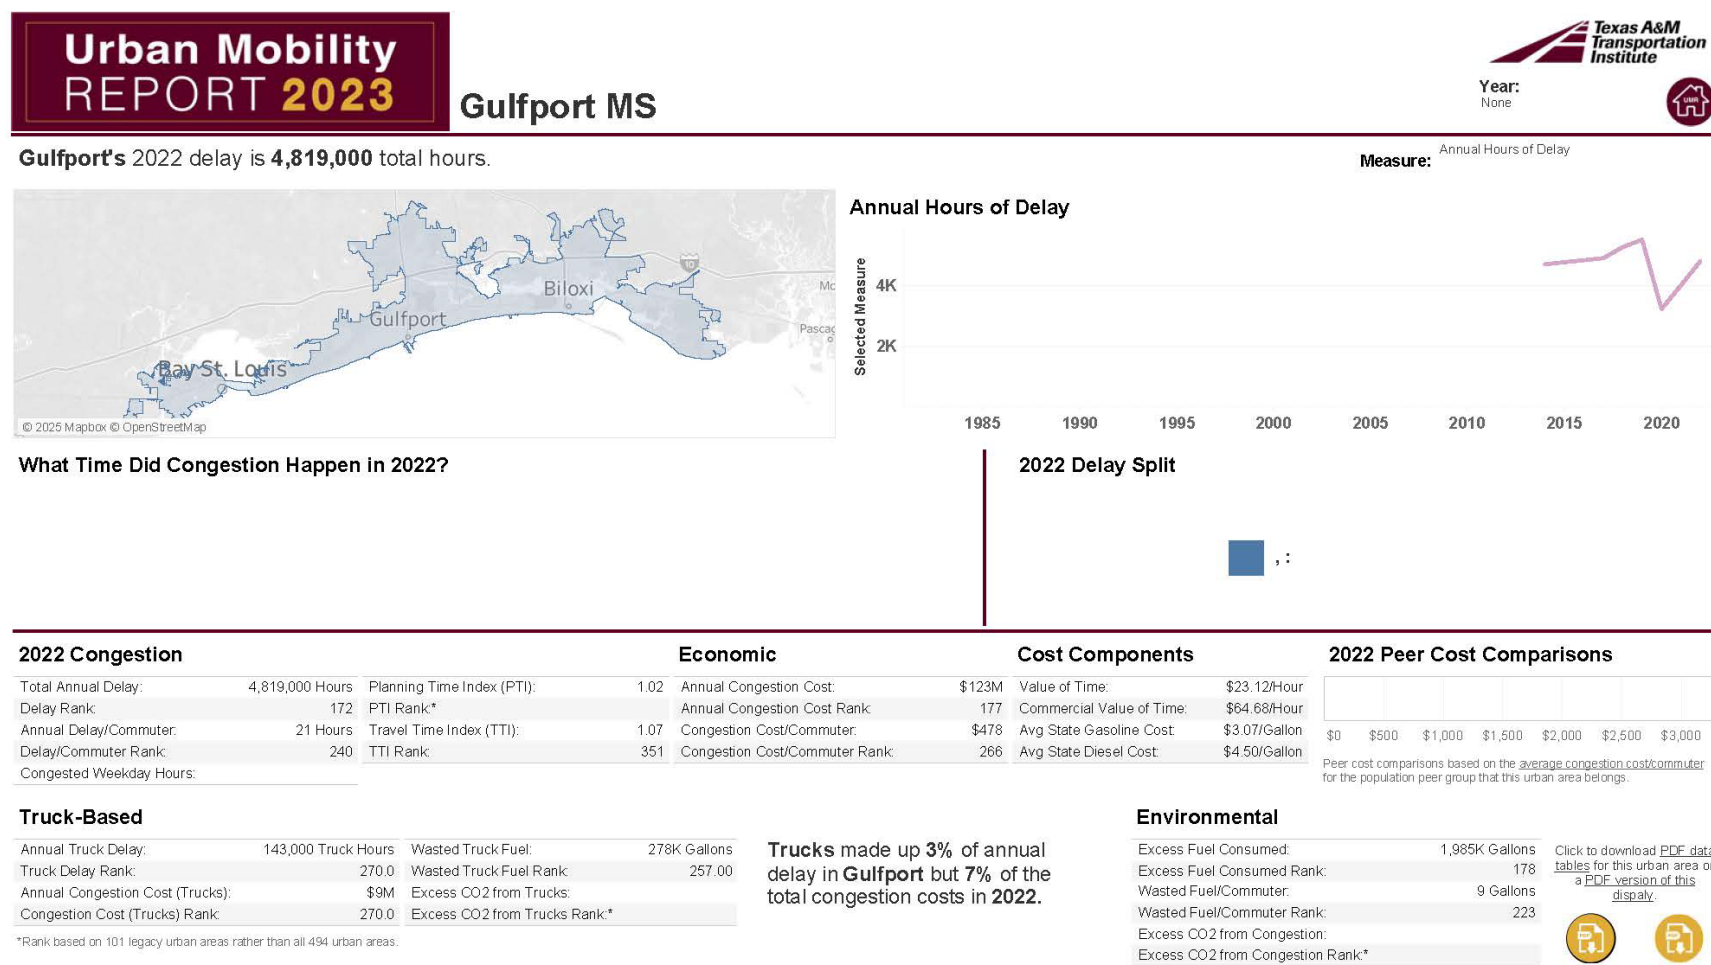 Urban Mobility
REPORT 2023
Gulfport MS
Texas A&M
Transportation
Institute
Year:
None
UMR
Gulfport's 2022 delay is 4,819,000 total hours.
Measure:
Annual Hours of Delay
Biloxi
Gulfport
Bay St. Louis
10
Mc
Pascag
© 2025 Mapbox © OpenStreetMap
Annual Hours of Delay
Selected Measure
4K
2K
1985 1990 1995 2000 2005 2010 2015 2020
What Time Did Congestion Happen in 2022?
2022 Delay Split
, :
2022 Congestion
Total Annual Delay: 4,819,000 Hours
Delay Rank: 172
Annual Delay/Commuter: 21 Hours
Delay/Commuter Rank: 240
Congested Weekday Hours:
Planning Time Index (PTI): 1.02
PTI Rank:*
Travel Time Index (TTI): 1.07
TTI Rank: 351
Economic
Annual Congestion Cost: $123M
Annual Congestion Cost Rank: 177
Congestion Cost/Commuter: $478
Congestion Cost/Commuter Rank: 266
Cost Components
Value of Time: $23.12/Hour
Commercial Value of Time: $64.68/Hour
Avg State Gasoline Cost: $3.07/Gallon
Avg State Diesel Cost: $4.50/Gallon
2022 Peer Cost Comparisons
$0 $500 $1,000 $1,500 $2,000 $2,500 $3,000
Peer cost comparisons based on the average congestion cost/commuter
for the population peer group that this urban area belongs.
Truck-Based
Annual Truck Delay: 143,000 Truck Hours
Truck Delay Rank: 270.0
Annual Congestion Cost (Trucks): $9M
Congestion Cost (Trucks) Rank: 270.0
Wasted Truck Fuel: 278K Gallons
Wasted Truck Fuel Rank: 257.00
Excess CO2 from Trucks:
Excess CO2 from Trucks Rank:*
*Rank based on 101 legacy urban areas rather than all 494 urban areas.
Trucks made up 3% of annual
delay in Gulfport but 7% of the
total congestion costs in 2022.
Environmental
Excess Fuel Consumed: 1,985K Gallons
Excess Fuel Consumed Rank: 178
Wasted Fuel/Commuter: 9 Gallons
Wasted Fuel/Commuter Rank: 223
Excess CO2 from Congestion:
Excess CO2 from Congestion Rank:*
Click to download PDF data
tables for this urban area or
a PDF version of this
dispaly.